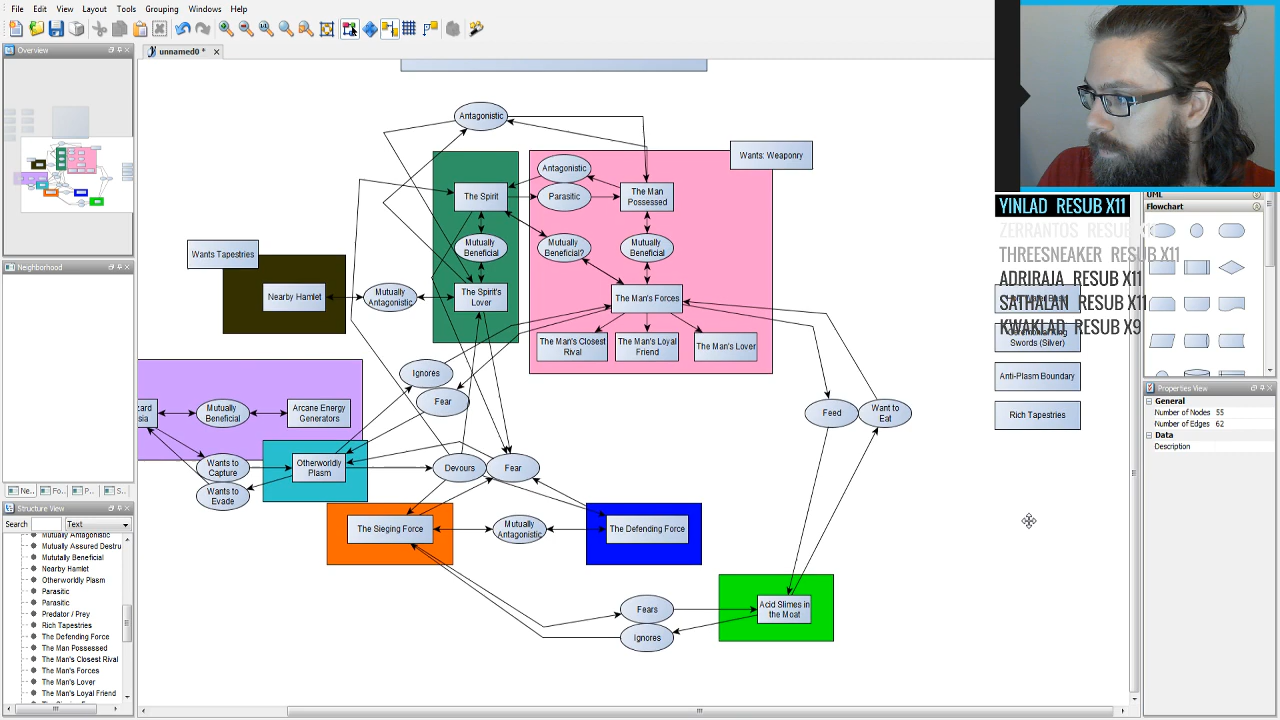 File Edit View Layout Tools Grouping Windows Help
Overview
unnamed0 *
Neighborhood
Ne... Fo... P... S...
Structure View
Search
Text
Mutually Antagonistic
Mutually Assured Destru
Mututally Beneficial
Nearby Hamlet
Otherworldly Plasm
Parasitic
Parasitic
Predator / Prey
Rich Tapestries
The Defending Force
The Man Possessed
The Man's Closest Rival
The Man's Forces
The Man's Lover
The Man's Loyal Friend
Antagonistic
Wants: Weaponry
Antagonistic
The Spirit
Parasitic
The Man
Possessed
Mutually
Beneficial
Mutually
Beneficial?
Mutually
Beneficial
Wants Tapestries
Nearby Hamlet
Mutually
Antagonistic
The Spirit's
Lover
The Man's Forces
The Man's Closest
Rival
The Man's Loyal
Friend
The Man's Lover
Ignores
Fear
Mutually
Beneficial
Arcane Energy
Generators
Feed
Want to
Eat
Wants to
Capture
Otherworldly
Plasm
Devours
Fear
Wants to
Evade
The Sieging Force
Mutually
Antagonistic
The Defending Force
Fears
Acid Slimes in
the Moat
Ignores
YINLAD RESUB X11
ZERRANTOS RESUB
THREESNEAKER RESUB X11
ADRIRAJA RESUB X11
SATHALAN RESUB X11
KWAKLAD RESUB X9
Swords (Silver)
Anti-Plasm Boundary
Rich Tapestries
UML
Flowchart
Properties View
General
Number of Nodes 55
Number of Edges 62
Data
Description